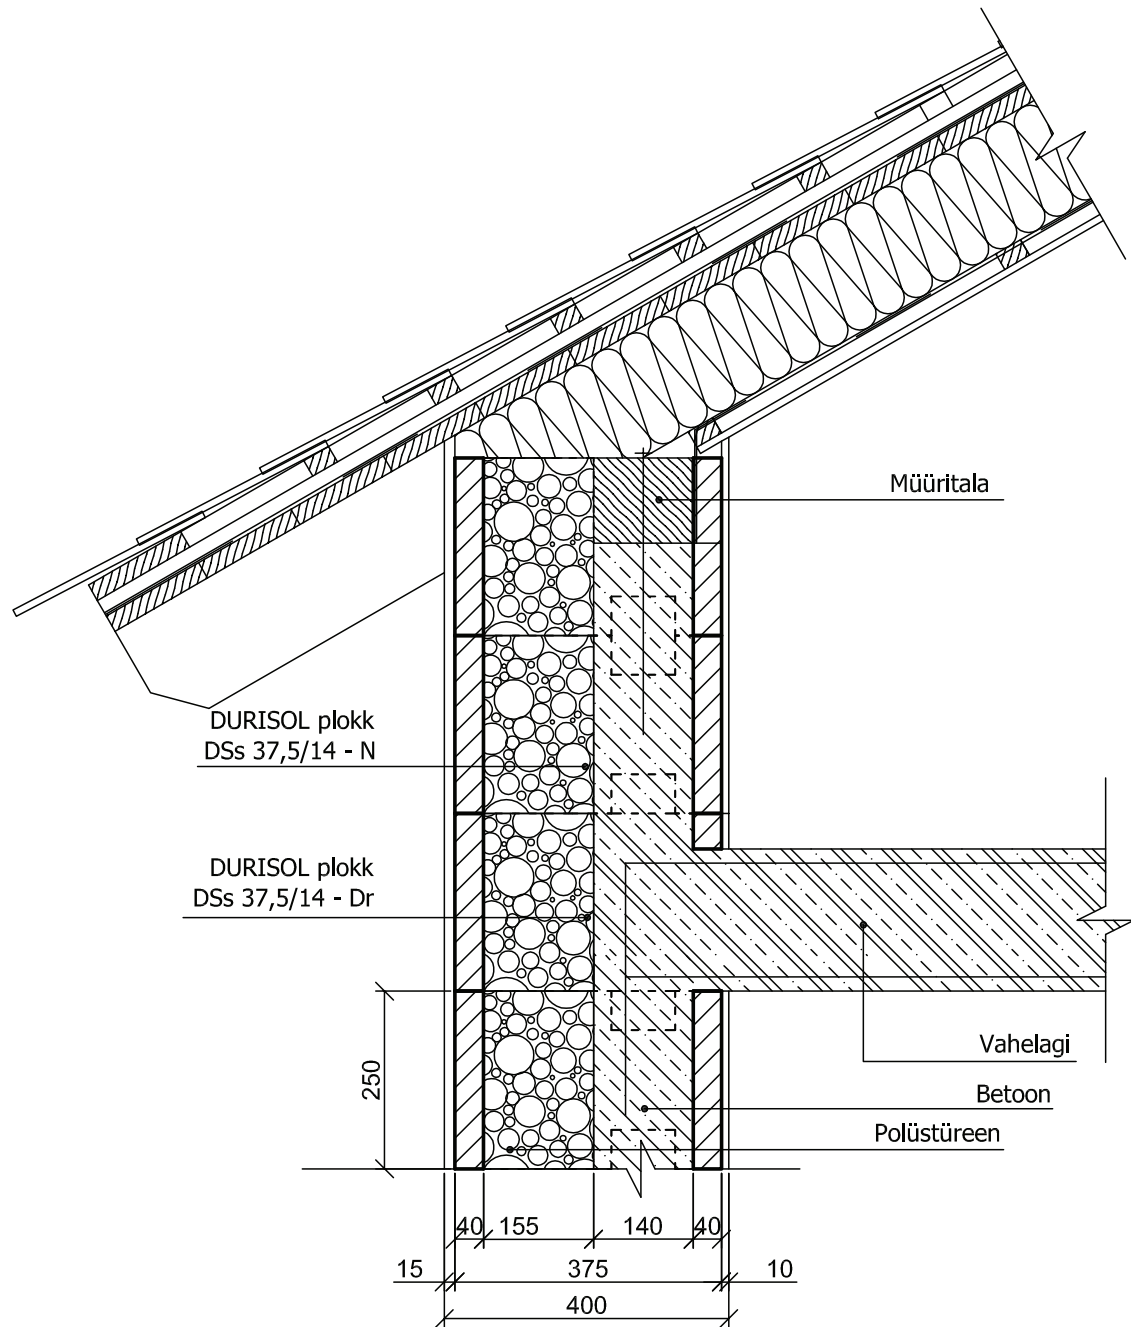 Müüritala
DURISOL plokk
DSs 37,5/14 - N
DURISOL plokk
DSs 37,5/14 - Dr
250
Vahelagi
Betoon
Polüstüreen
40 155 140 40
15 375 10
400